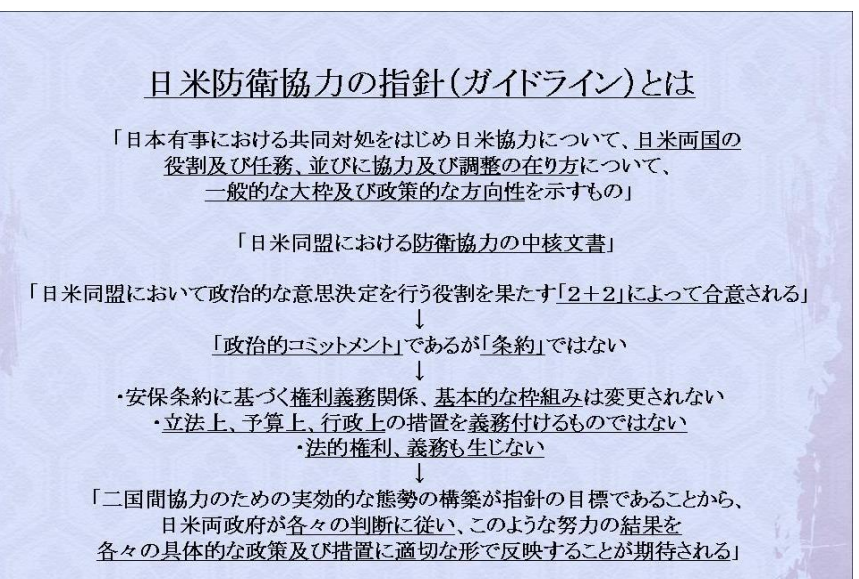 日米防衛協力の指針(ガイドライン)とは
「日本有事における共同対処をはじめ日米協力について、日米両国の
役割及び任務、並びに協力及び調整の在り方について、
一般的な大枠及び政策的な方向性を示すもの」
「日米同盟における防衛協力の中核文書」
「日米同盟において政治的な意思決定を行う役割を果たす「2+2」によって合意される」
↓
「政治的コミットメント」であるが「条約」ではない
↓
・安保条約に基づく権利義務関係、基本的な枠組みは変更されない
・立法上、予算上、行政上の措置を義務付けるものではない
・法的権利、義務も生じない
↓
「二国間協力のための実効的な態勢の構築が指針の目標であることから、
日米両政府が各々の判断に従い、このような努力の結果を
各々の具体的な政策及び措置に適切な形で反映することが期待される」